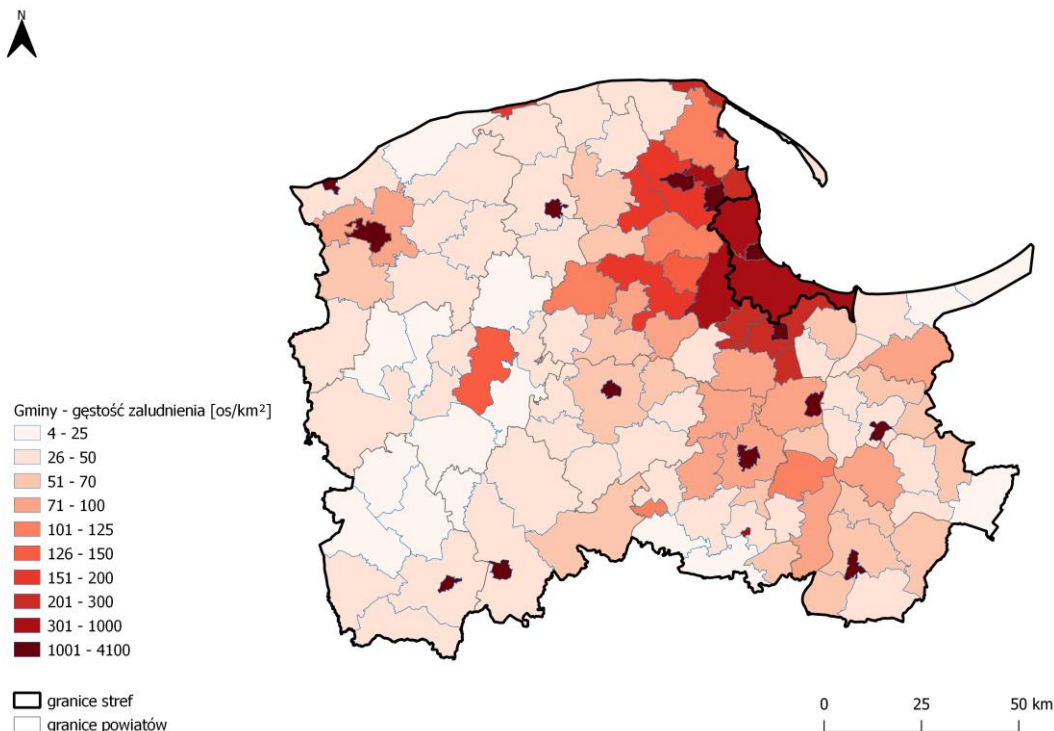 N
Gminy - gęstość zaludnienia [os/km²]
4 - 25
26 - 50
51 - 70
71 - 100
101 - 125
126 - 150
151 - 200
201 - 300
301 - 1000
1001 - 4100
granice stref
granice powiatów
0 25 50 km